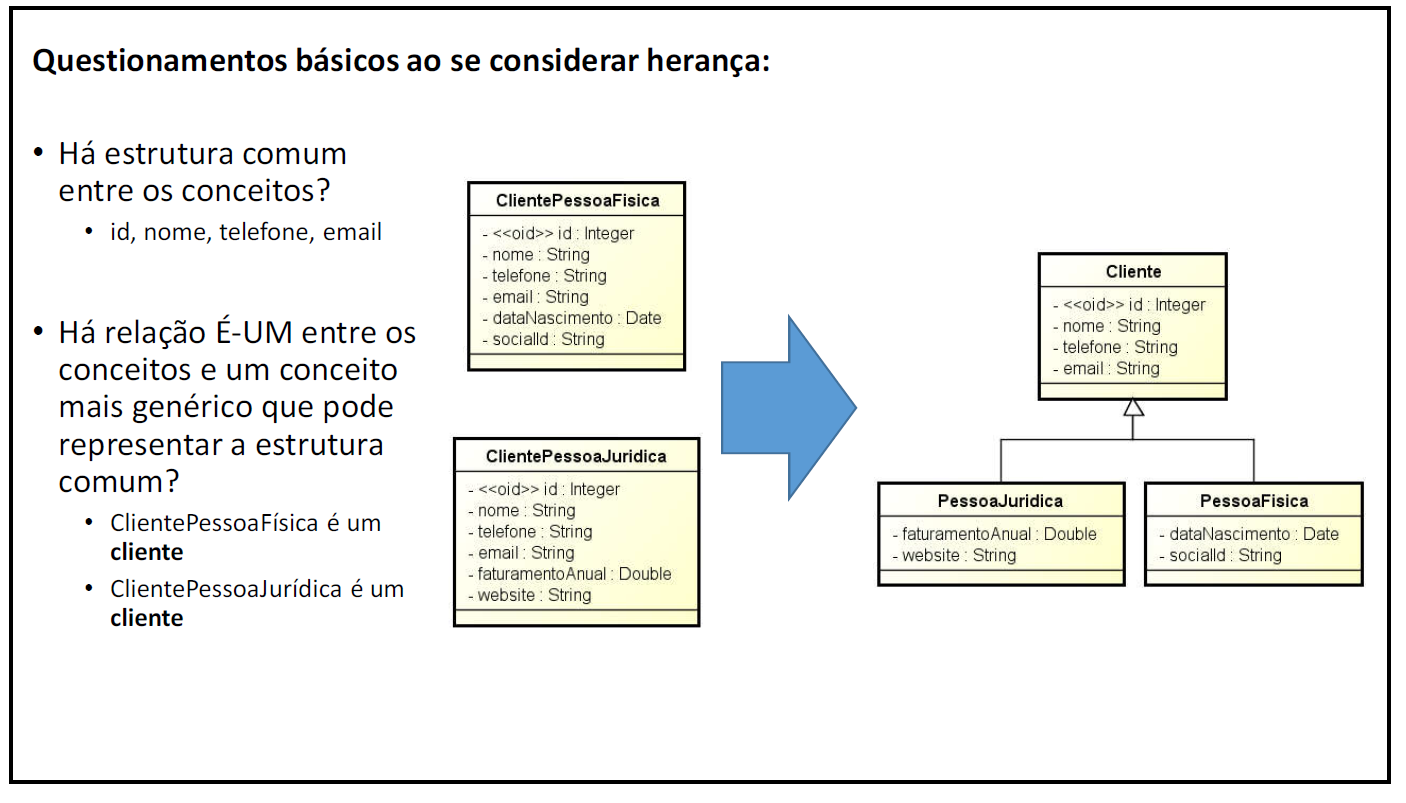 Questionamentos básicos ao se considerar herança:
• Há estrutura comum
entre os conceitos?
• id, nome, telefone, email
• Há relação É-UM entre os
conceitos e um conceito
mais genérico que pode
representar a estrutura
comum?
• ClientePessoaFísica é um
cliente
• ClientePessoaJurídica é um
cliente
ClientePessoaFisica
- <<oid>> id : Integer
- nome : String
- telefone : String
- email : String
- dataNascimento : Date
- socialId : String
ClientePessoaJuridica
- <<oid>> id : Integer
- nome : String
- telefone : String
- email : String
- faturamentoAnual : Double
- website : String
Cliente
- <<oid>> id : Integer
- nome : String
- telefone : String
- email : String
PessoaJuridica
- faturamentoAnual : Double
- website : String
PessoaFisica
- dataNascimento : Date
- socialId : String